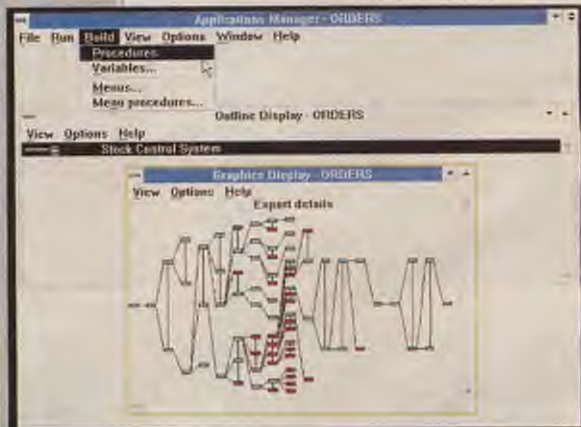 Applications Manager - ORDERS
File Run Build View Options Window Help
Procedures
Variables...
Menus...
Menu procedures...
Outline Display - ORDERS
View Options Help
Stock Control System
Graphics Display - ORDERS
View Options Help
Expert details